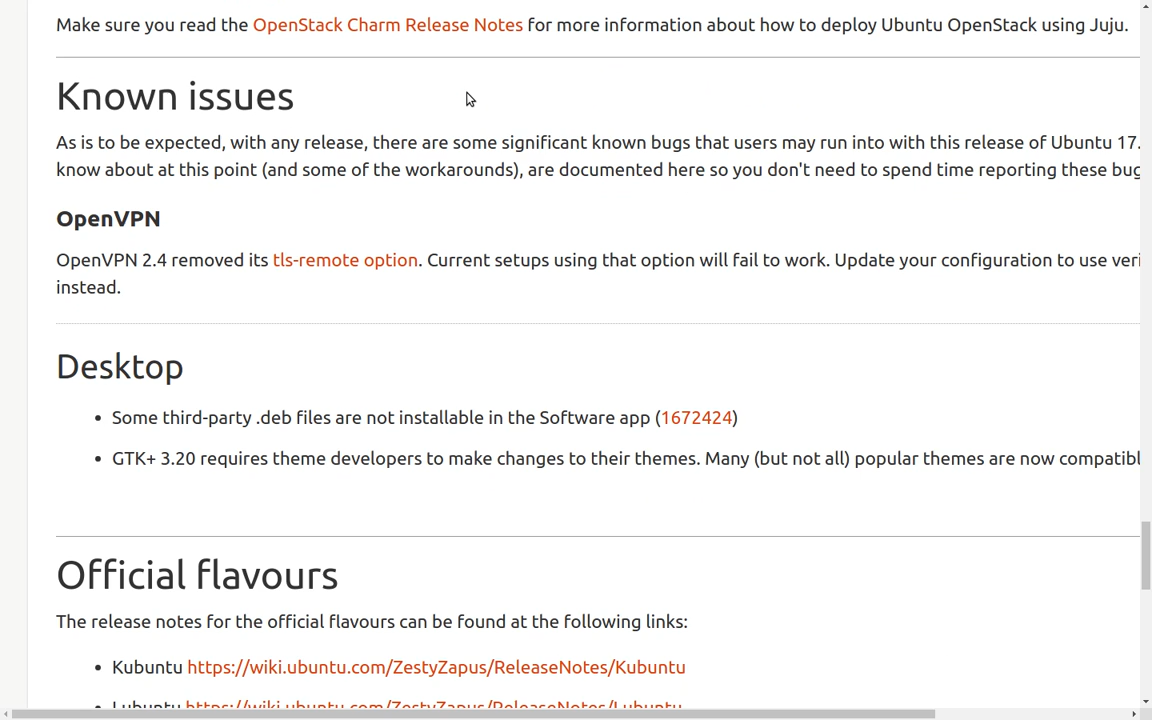 Make sure you read the OpenStack Charm Release Notes for more information about how to deploy Ubuntu OpenStack using Juju.
Known issues
As is to be expected, with any release, there are some significant known bugs that users may run into with this release of Ubuntu 17.
know about at this point (and some of the workarounds), are documented here so you don't need to spend time reporting these bug
OpenVPN
OpenVPN 2.4 removed its tls-remote option. Current setups using that option will fail to work. Update your configuration to use veri
instead.
Desktop
• Some third-party .deb files are not installable in the Software app (1672424)
• GTK+ 3.20 requires theme developers to make changes to their themes. Many (but not all) popular themes are now compatibl
Official flavours
The release notes for the official flavours can be found at the following links:
• Kubuntu https://wiki.ubuntu.com/ZestyZapus/ReleaseNotes/Kubuntu
• Lubuntu https://wiki.ubuntu.com/ZestyZapus/ReleaseNotes/Lubuntu